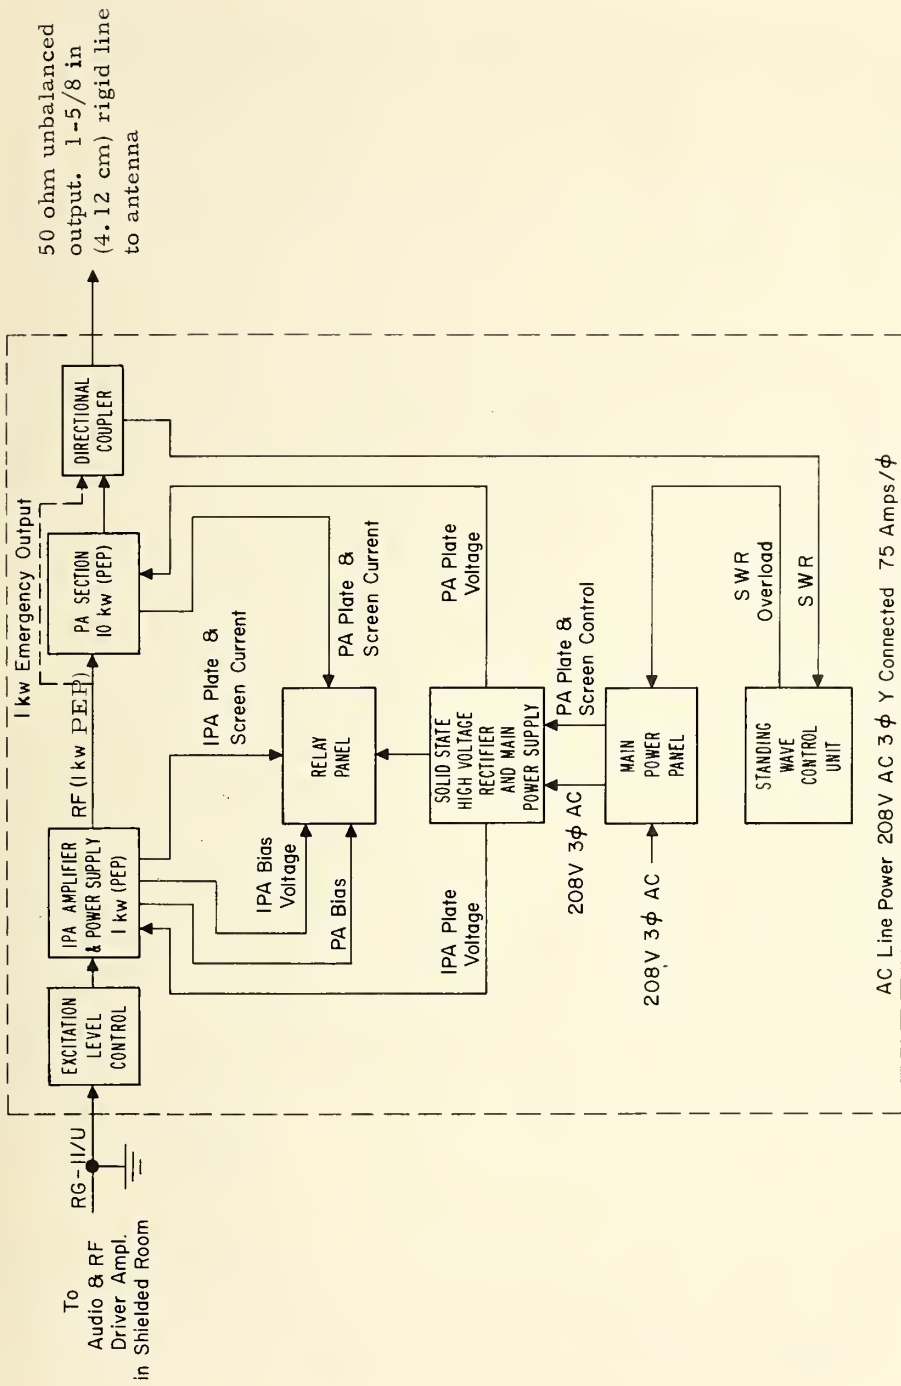 To
Audio & RF
Driver Ampl.
in Shielded Room
RG-11/U
EXCITATION
LEVEL
CONTROL
IPA AMPLIFIER
& POWER SUPPLY
1 kw (PEP)
RF (1 kw PEP)
1 kw Emergency Output
PA SECTION
10 kw (PEP)
DIRECTIONAL
COUPLER
50 ohm unbalanced
output. 1-5/8 in
(4.12 cm) rigid line
to antenna
IPA Plate &
Screen Current
PA Plate &
Screen Current
IPA Bias
Voltage
PA Bias
RELAY
PANEL
IPA Plate
Voltage
SOLID STATE
HIGH VOLTAGE
RECTIFIER
AND MAIN
POWER SUPPLY
PA Plate
Voltage
208V 3ϕ AC
PA Plate &
Screen Control
208V 3ϕ AC
MAIN
POWER
PANEL
SWR
Overload
SWR
STANDING
WAVE
CONTROL
UNIT
AC Line Power 208V AC 3ϕ Y Connected 75 Amps/ϕ